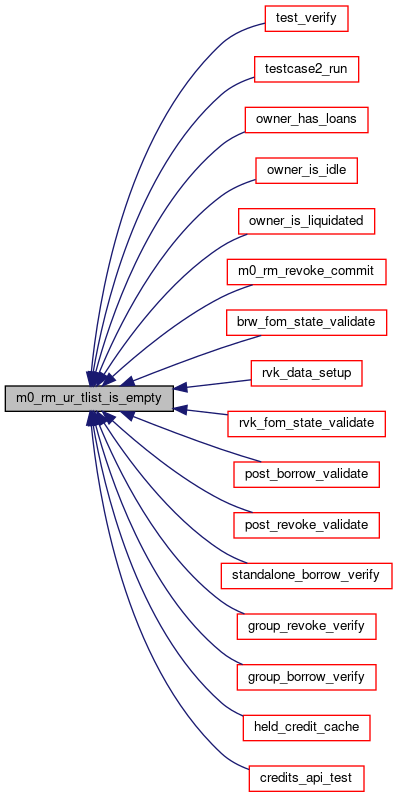 test_verify
testcase2_run
owner_has_loans
owner_is_idle
owner_is_liquidated
m0_rm_revoke_commit
brw_fom_state_validate
rvk_data_setup
m0_rm_ur_tlist_is_empty
rvk_fom_state_validate
post_borrow_validate
post_revoke_validate
standalone_borrow_verify
group_revoke_verify
group_borrow_verify
held_credit_cache
credits_api_test